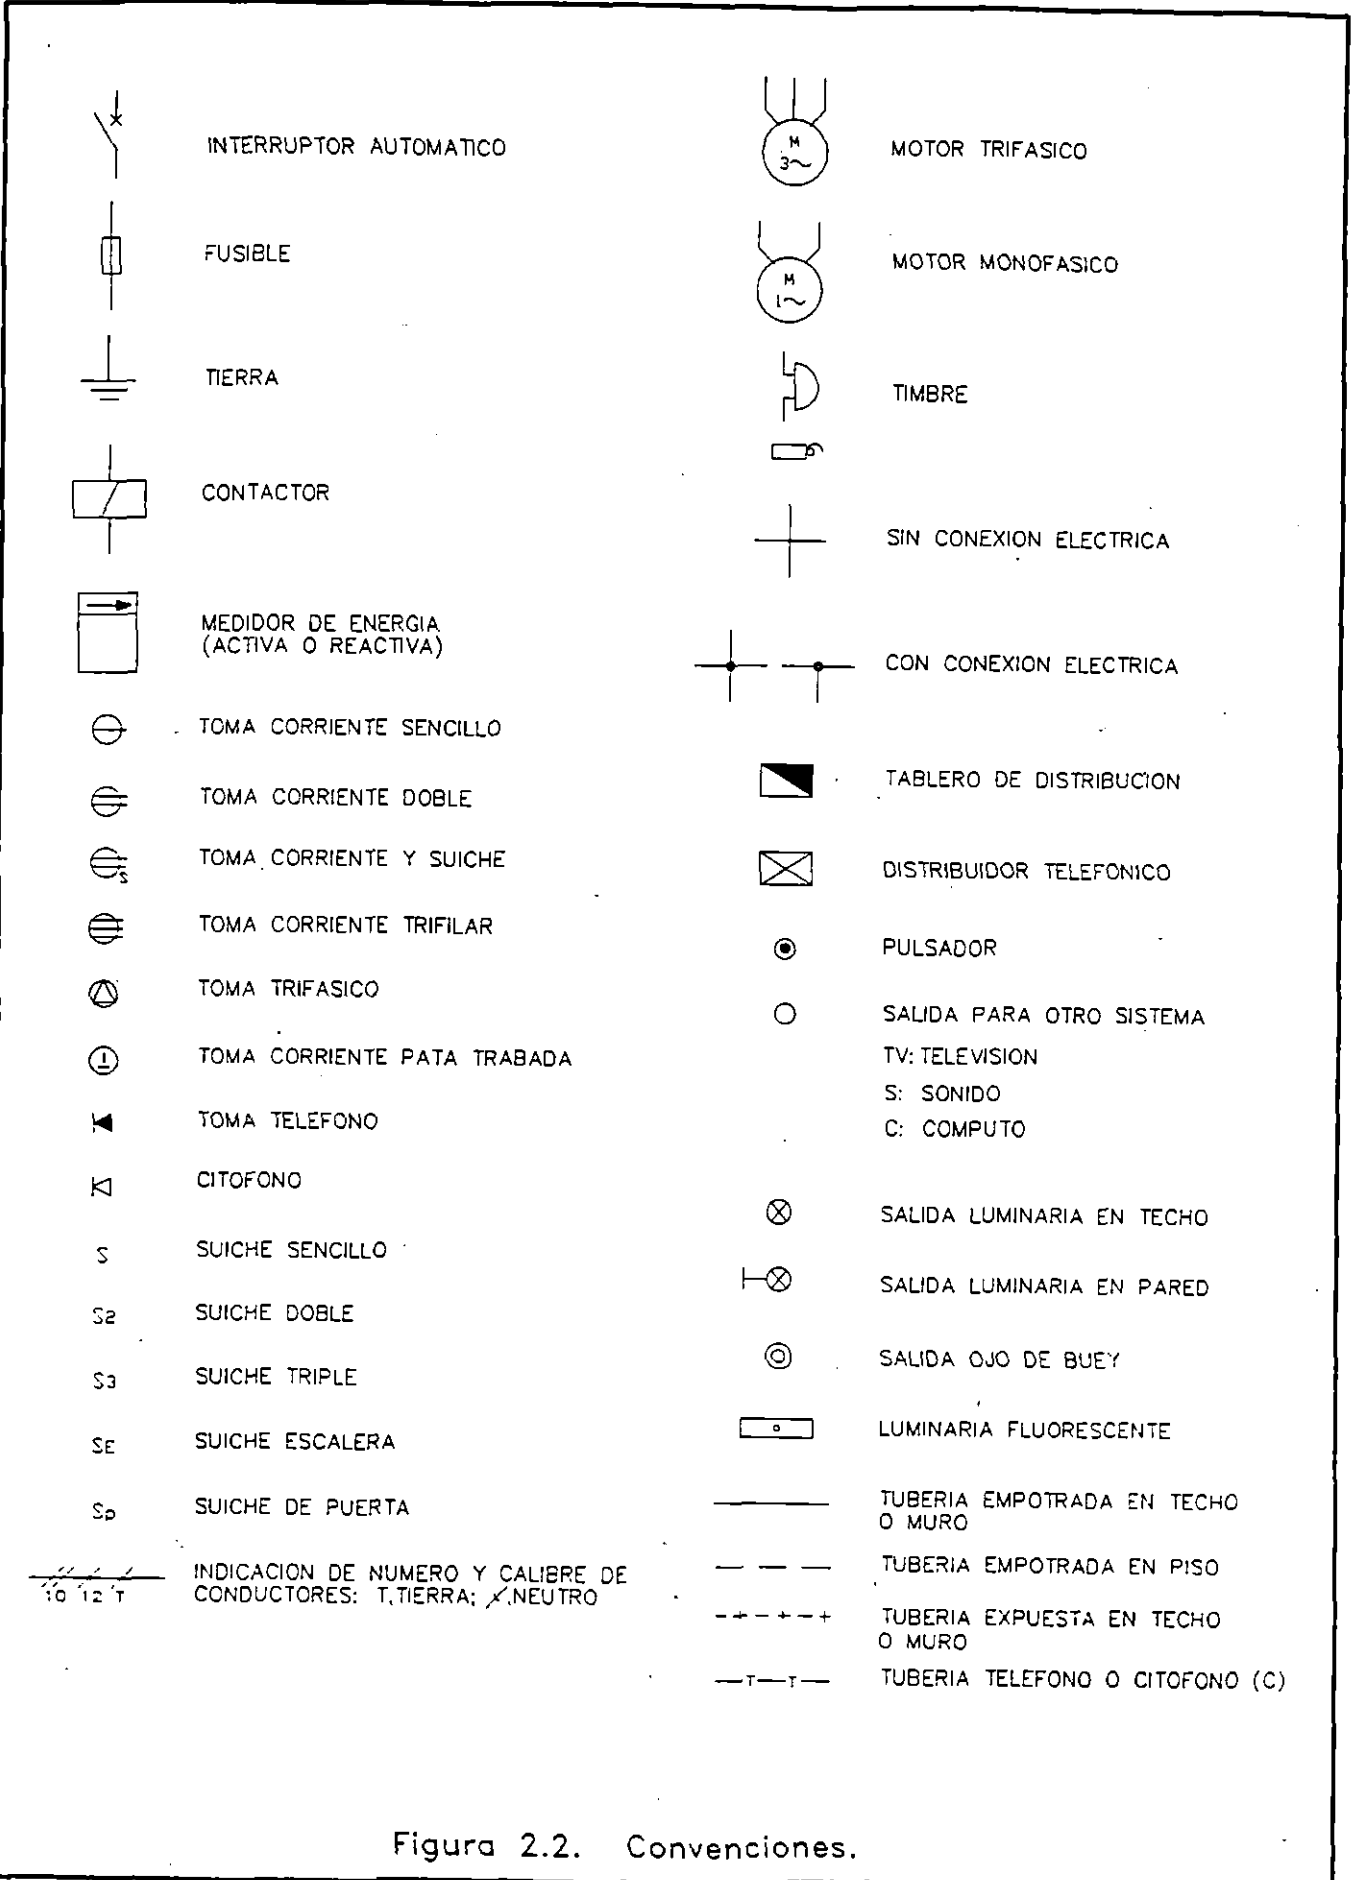 INTERRUPTOR AUTOMATICO
FUSIBLE
TIERRA
CONTACTOR
MEDIDOR DE ENERGIA
(ACTIVA O REACTIVA)
TOMA CORRIENTE SENCILLO
TOMA CORRIENTE DOBLE
S
TOMA CORRIENTE Y SUICHE
TOMA CORRIENTE TRIFILAR
TOMA TRIFASICO
TOMA CORRIENTE PATA TRABADA
TOMA TELEFONO
CITOFONO
S SUICHE SENCILLO
S2 SUICHE DOBLE
S3 SUICHE TRIPLE
SE SUICHE ESCALERA
Sp SUICHE DE PUERTA
10 12 T
INDICACION DE NUMERO Y CALIBRE DE
CONDUCTORES: T.TIERRA; .NEUTRO
M
3~
MOTOR TRIFASICO
M
1~
MOTOR MONOFASICO
TIMBRE
SIN CONEXION ELECTRICA
CON CONEXION ELECTRICA
TABLERO DE DISTRIBUCION
DISTRIBUIDOR TELEFONICO
PULSADOR
SALIDA PARA OTRO SISTEMA
TV: TELEVISION
S: SONIDO
C: COMPUTO
SALIDA LUMINARIA EN TECHO
SALIDA LUMINARIA EN PARED
SALIDA OJO DE BUEY
LUMINARIA FLUORESCENTE
TUBERIA EMPOTRADA EN TECHO
O MURO
TUBERIA EMPOTRADA EN PISO
TUBERIA EXPUESTA EN TECHO
O MURO
T T
TUBERIA TELEFONO O CITOFONO (C)
Figura 2.2. Convenciones.